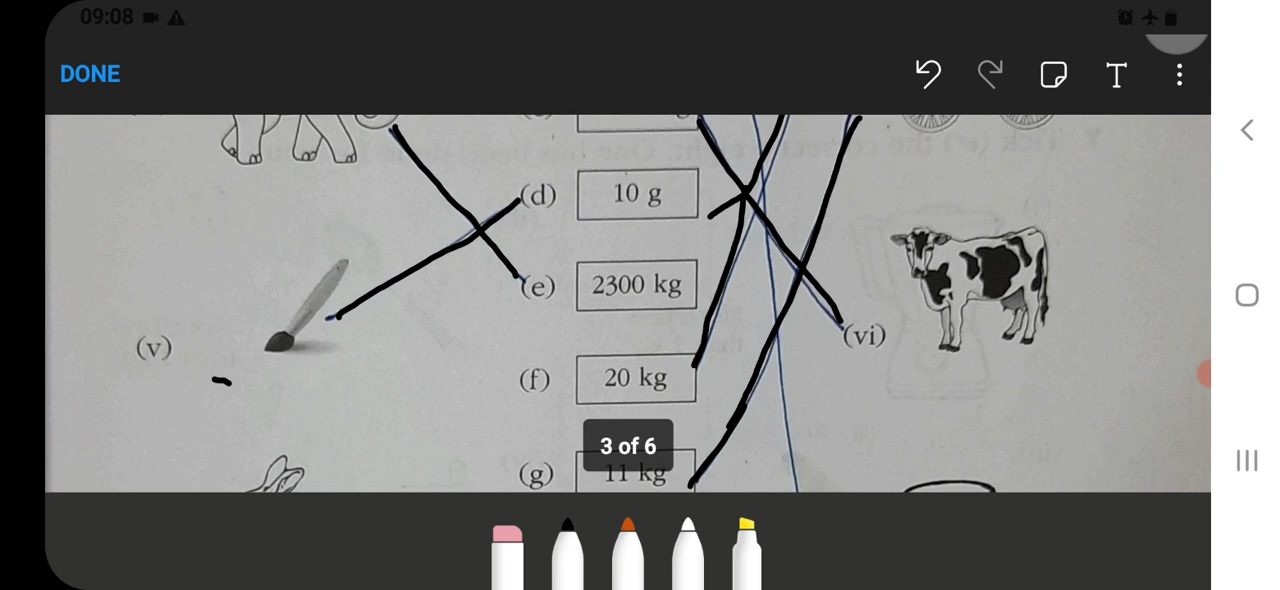 09:08
DONE
T
(d) 10 g
(e) 2300 kg
(v)
(vi)
(f) 20 kg
3 of 6
(g) 11 kg